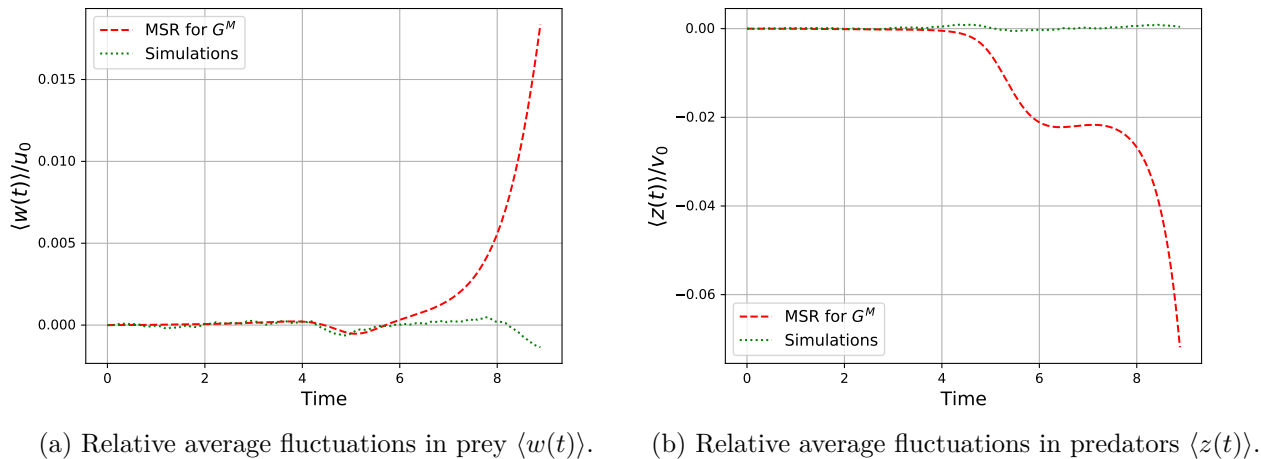 MSR for G^M
Simulations
0.015
0.010
0.005
0.000
⟨w(t)⟩/u₀
0 2 4 6 8
Time
0.00
−0.02
−0.04
−0.06
⟨z(t)⟩/v₀
MSR for G^M
Simulations
0 2 4 6 8
Time
(a) Relative average fluctuations in prey ⟨w(t)⟩.
(b) Relative average fluctuations in predators ⟨z(t)⟩.